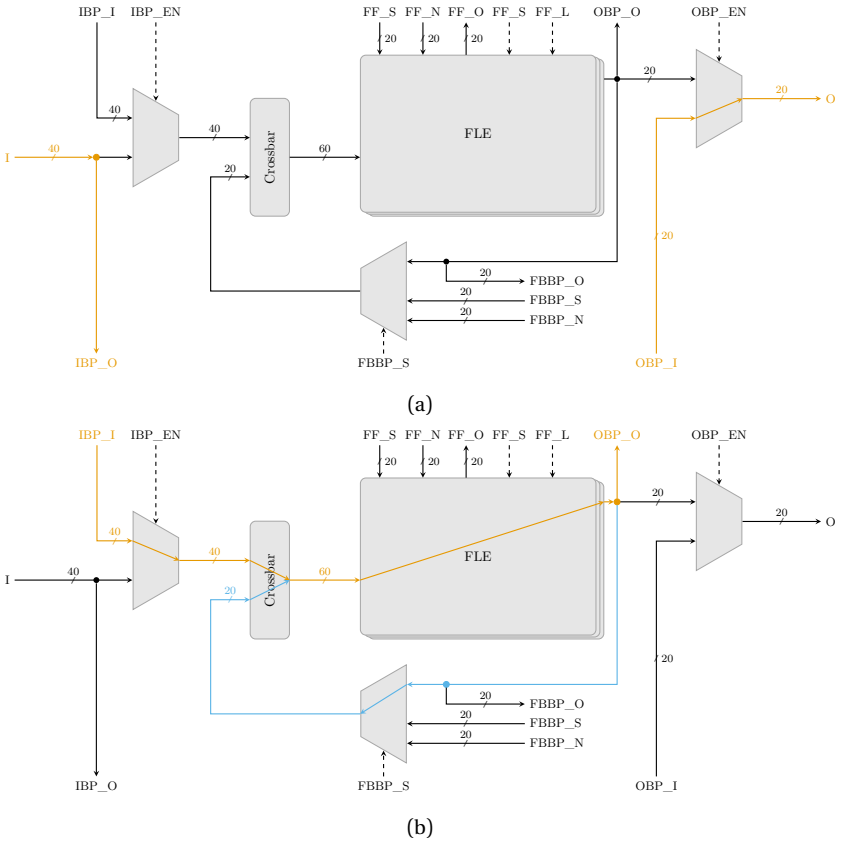 IBP_I IBP_EN FF_S FF_N FF_O FF_S FF_L OBP_O OBP_EN
20 20 20
20
20 O
40
40
40
Crossbar
FLE
I 40
60
20
20
20 FBBP_O
20 FBBP_S
20 FBBP_N
IBP_O FBBP_S OBP_I
(a)
IBP_I IBP_EN FF_S FF_N FF_O FF_S FF_L OBP_O OBP_EN
20 20 20
20
20 O
40
40
40
Crossbar
FLE
I 40
60
20
20
20 FBBP_O
20 FBBP_S
20 FBBP_N
IBP_O FBBP_S OBP_I
(b)